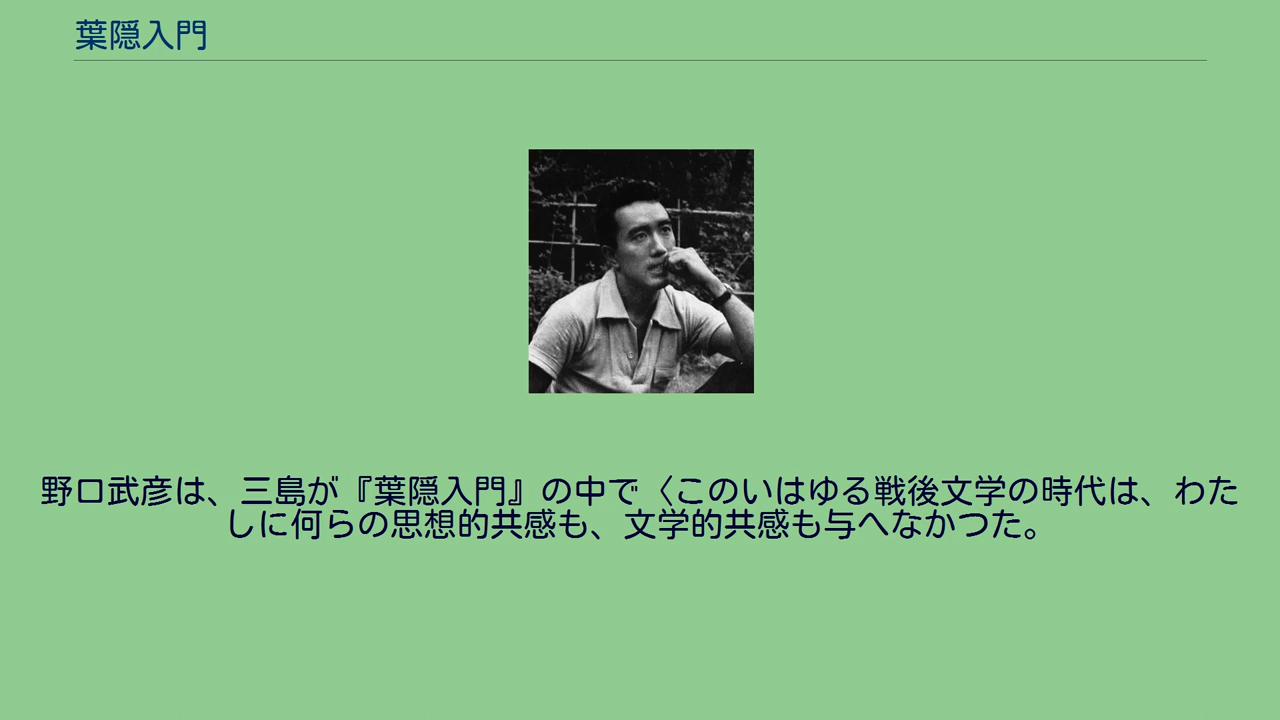 葉隠入門
野口武彦は、三島が『葉隠入門』の中で〈このいはゆる戦後文学の時代は、わた
しに何らの思想的共感も、文学的共感も与へなかつた。